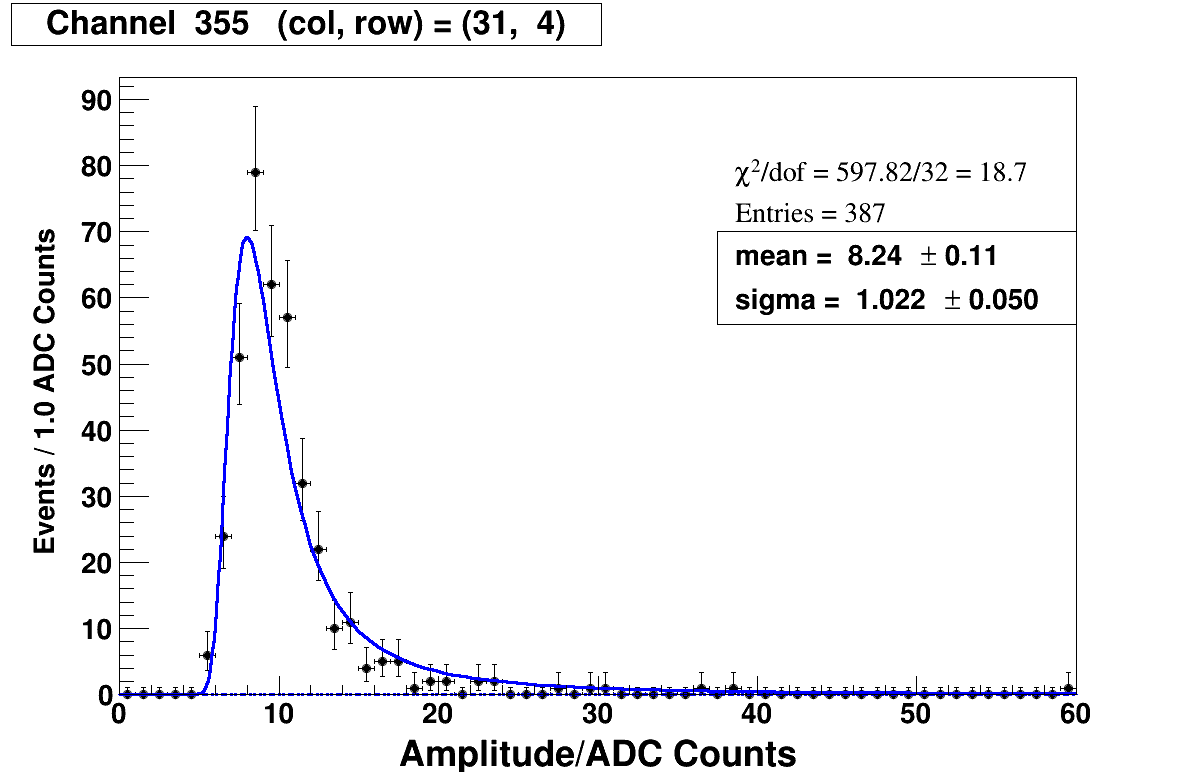 Channel 355 (col, row) = (31, 4)
90
80
70
60
50
40
30
20
10
0
Events / 1.0 ADC Counts
χ²/dof = 597.82/32 = 18.7
Entries = 387
mean = 8.24 ± 0.11
sigma = 1.022 ± 0.050
0 10 20 30 40 50 60
Amplitude/ADC Counts